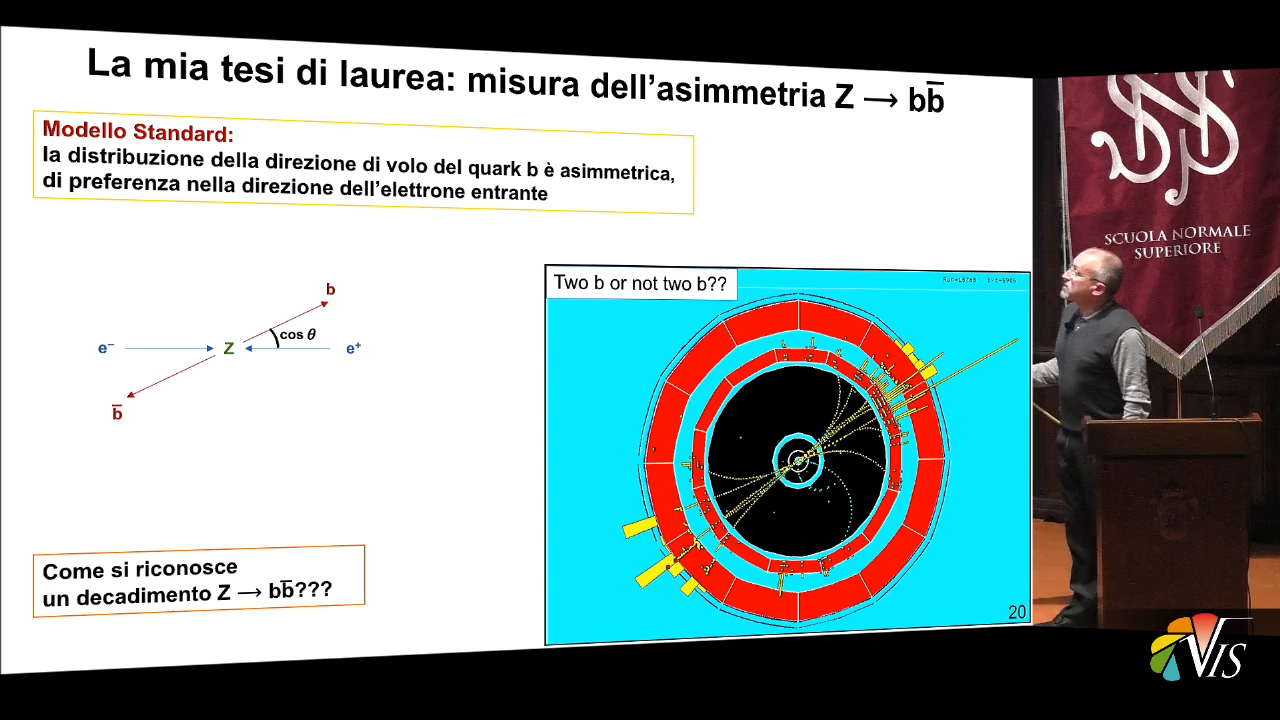 La mia tesi di laurea: misura dell'asimmetria Z → bb̅
Modello Standard:
la distribuzione della direzione di volo del quark b è asimmetrica,
di preferenza nella direzione dell'elettrone entrante
SCUOLA NORMALE
SUPERIORE
Two b or not two b??
b
cos θ
e⁻
Z
e⁺
b̅
Come si riconosce
un decadimento Z → bb̅???
20
VIS